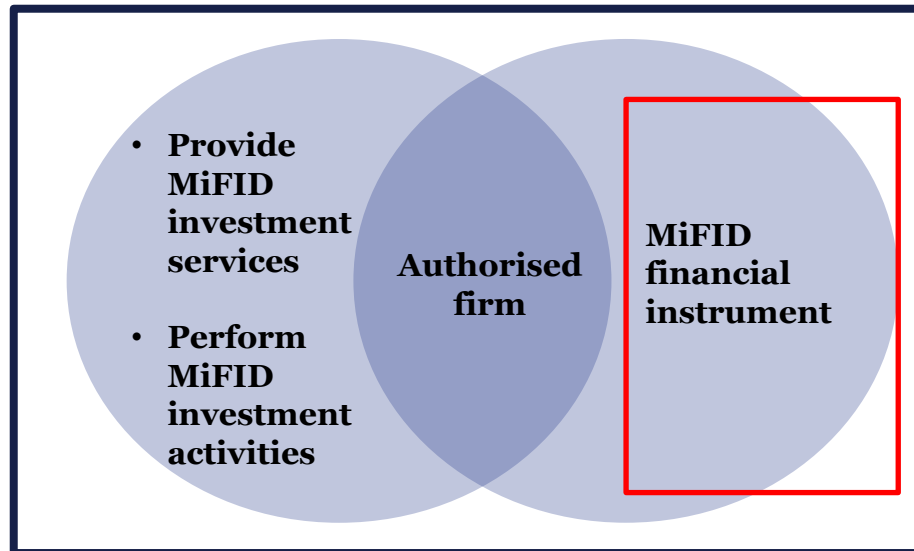 • Provide
MiFID
investment
services
• Perform
MiFID
investment
activities
Authorised
firm
MiFID
financial
instrument